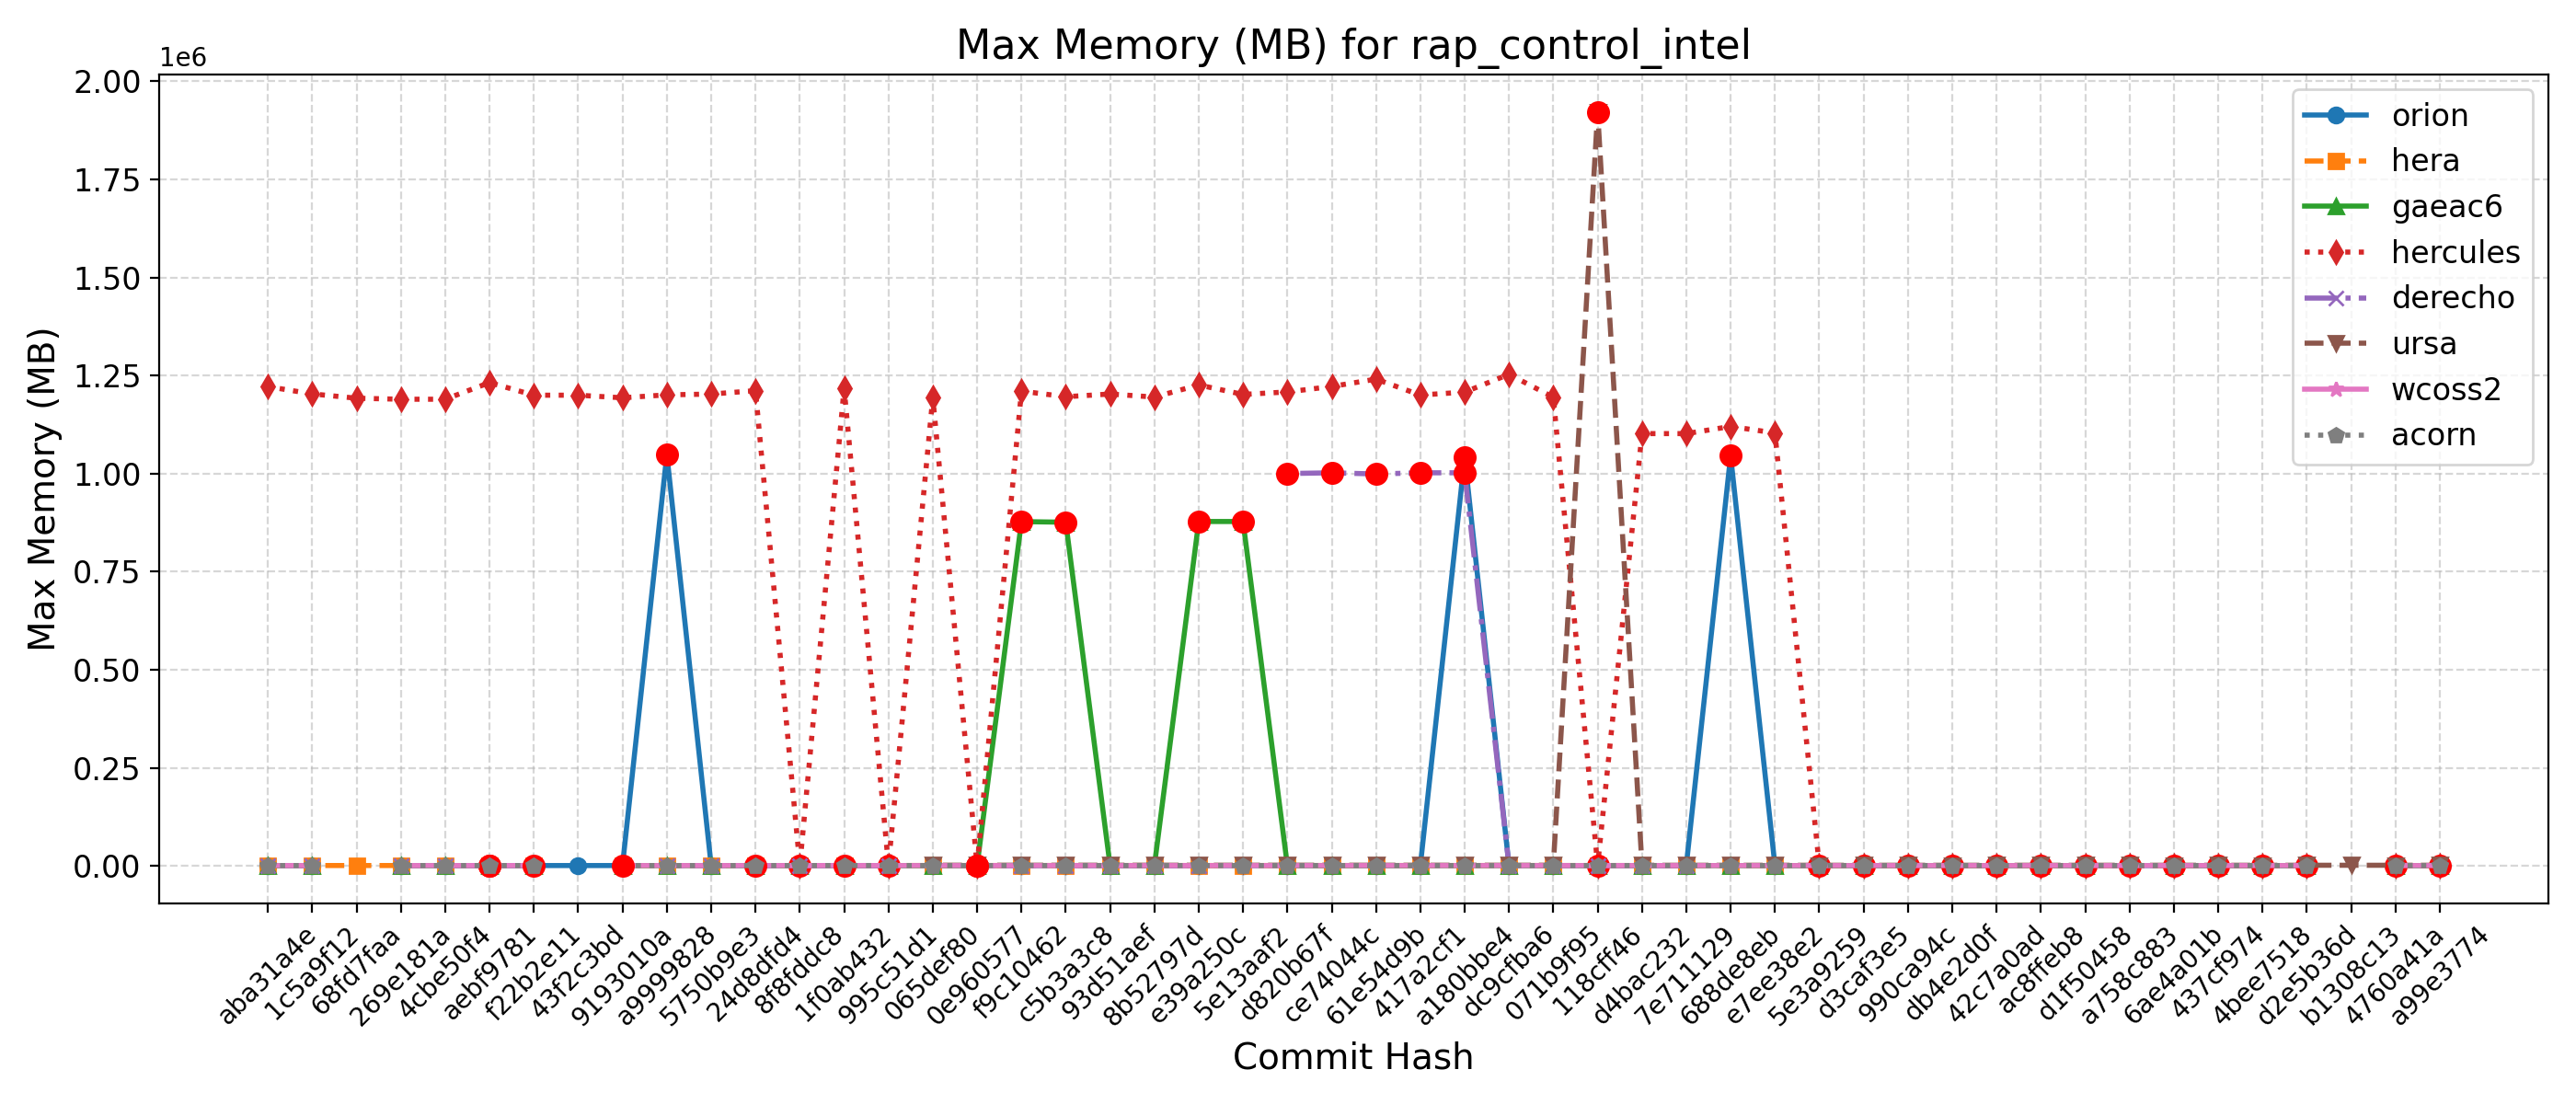 Max Memory (MB) for rap_control_intel
1e6
2.00
1.75
1.50
1.25
1.00
0.75
0.50
0.25
0.00
Max Memory (MB)
orion
hera
gaeac6
hercules
derecho
ursa
wcoss2
acorn
aba31a4e
1c5a9f12
68fd7faa
269e181a
4cbe50f4
aebf9781
f22b2e11
43f2c3bd
9193010a
a9999828
5750b9e3
24d8dfd4
8f8fddc8
1f0ab432
995c51d1
065def80
0e960577
f9c10462
c5b3a3c8
93d51aef
8b52797d
e39a250c
5e13aaf2
d820b67f
ce74044c
61e54d9b
417a2cf1
a180bbe4
dc9cfba6
071b9f95
118cff46
d4bac232
7e711129
688de8eb
e7ee38e2
5e3a9259
d3caf3e5
990ca94c
db4e2d0f
42c7a0ad
ac8ffeb8
d1f50458
a758c883
6ae4a01b
437cf974
4bee7518
d2e5b36d
b1308c13
4760a41a
a99e3774
Commit Hash